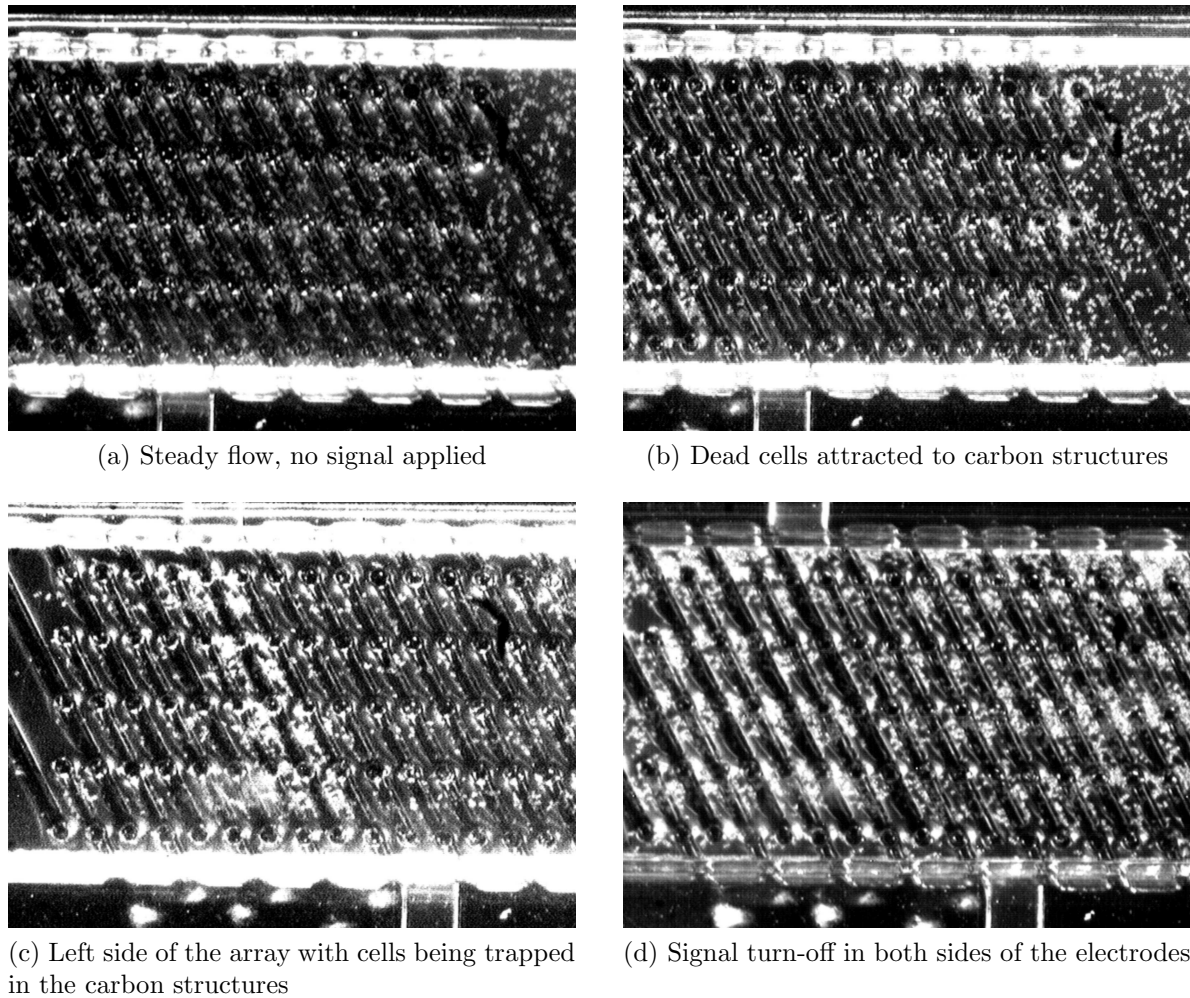 (a) Steady flow, no signal applied
(b) Dead cells attracted to carbon structures
(c) Left side of the array with cells being trapped
in the carbon structures
(d) Signal turn-off in both sides of the electrodes